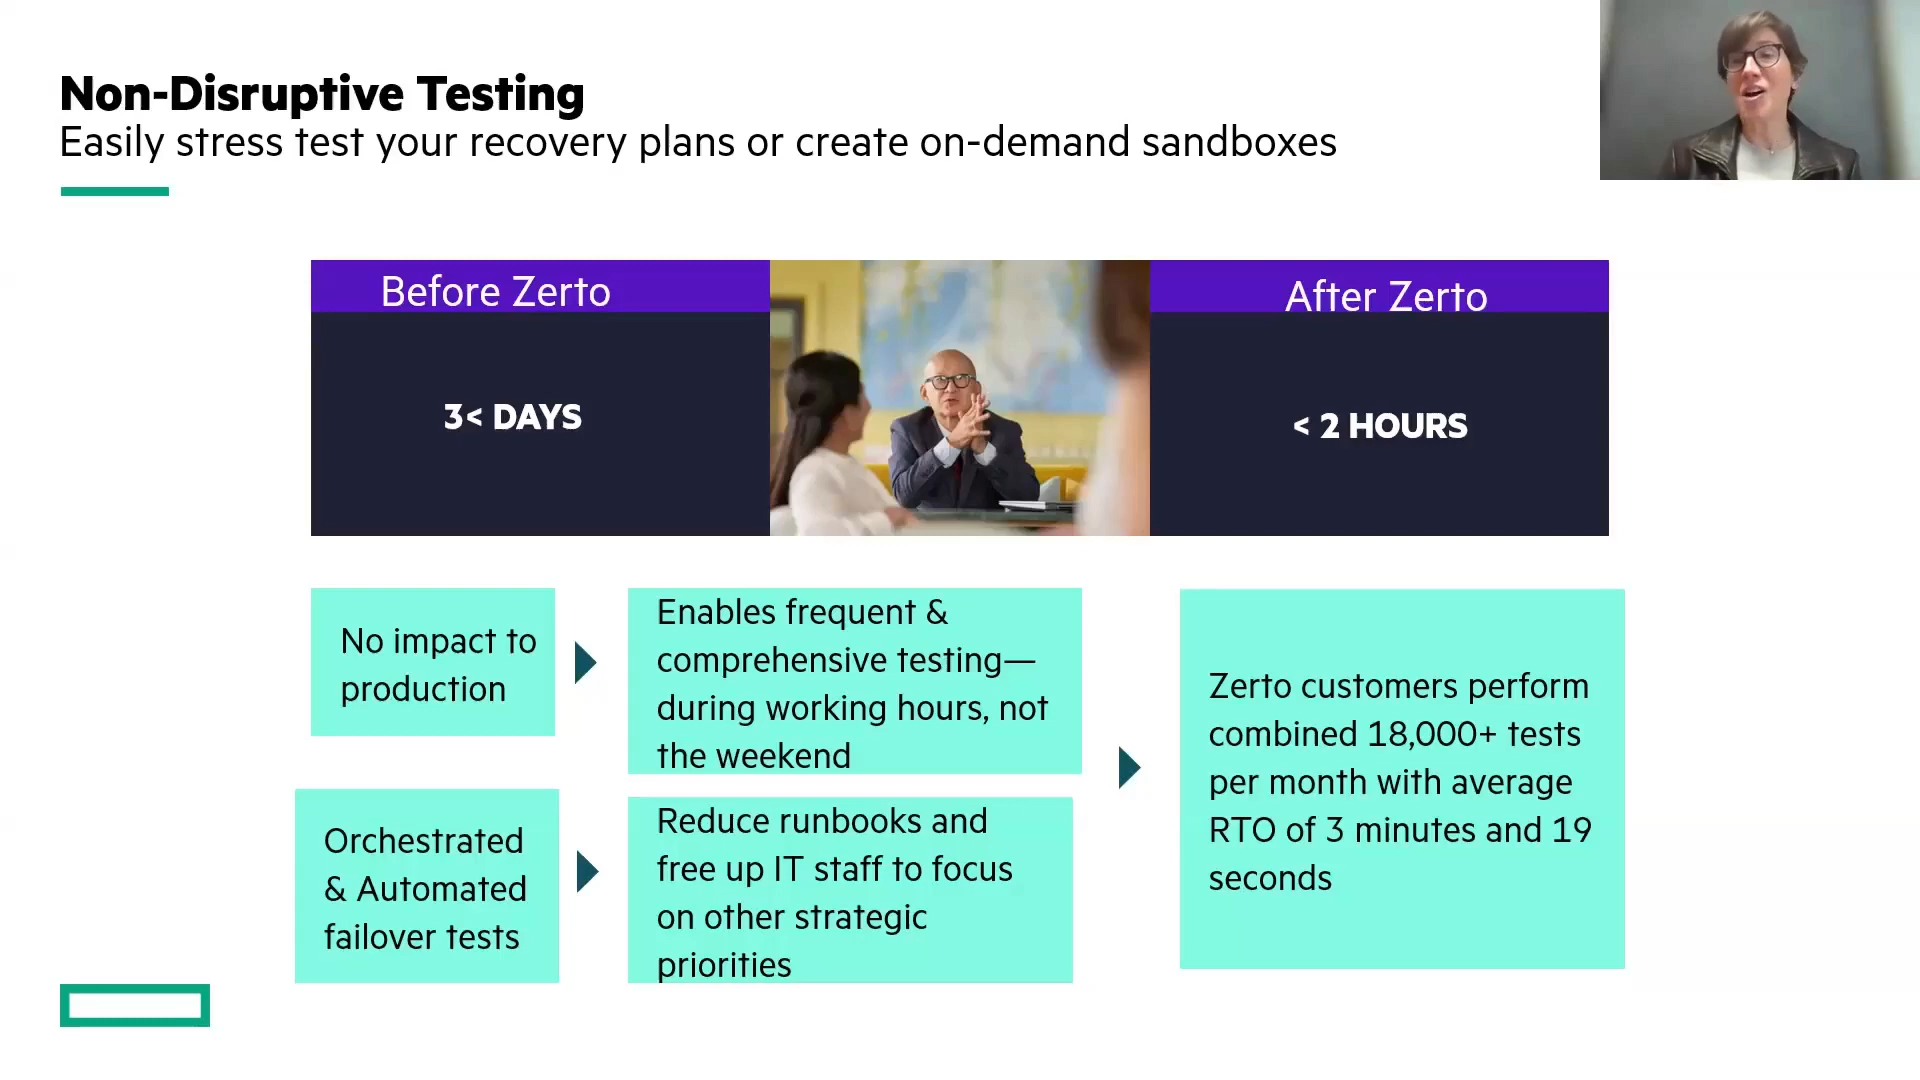 Non-Disruptive Testing
Easily stress test your recovery plans or create on-demand sandboxes
Before Zerto
After Zerto
3< DAYS
< 2 HOURS
No impact to
production
Enables frequent &
comprehensive testing—
during working hours, not
the weekend
Orchestrated
& Automated
failover tests
Reduce runbooks and
free up IT staff to focus
on other strategic
priorities
Zerto customers perform
combined 18,000+ tests
per month with average
RTO of 3 minutes and 19
seconds